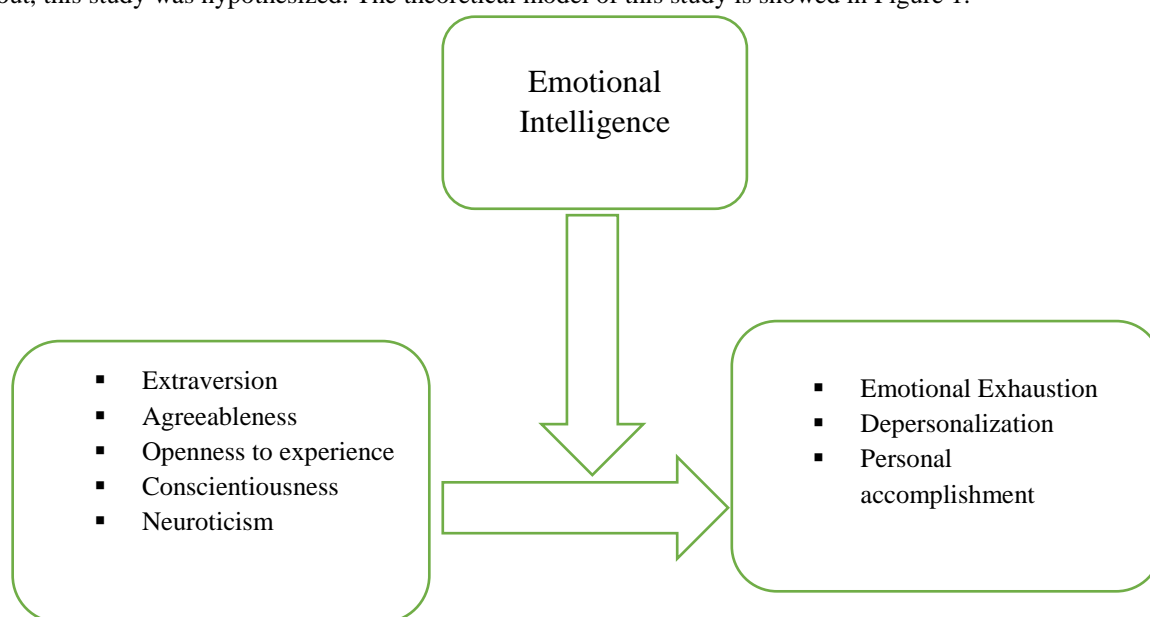 out, this study was hypothesized. The theoretical model of this study is showed in Figure 1.
Emotional
Intelligence
▪ Extraversion
▪ Agreeableness
▪ Openness to experience
▪ Conscientiousness
▪ Neuroticism
▪ Emotional Exhaustion
▪ Depersonalization
▪ Personal
accomplishment